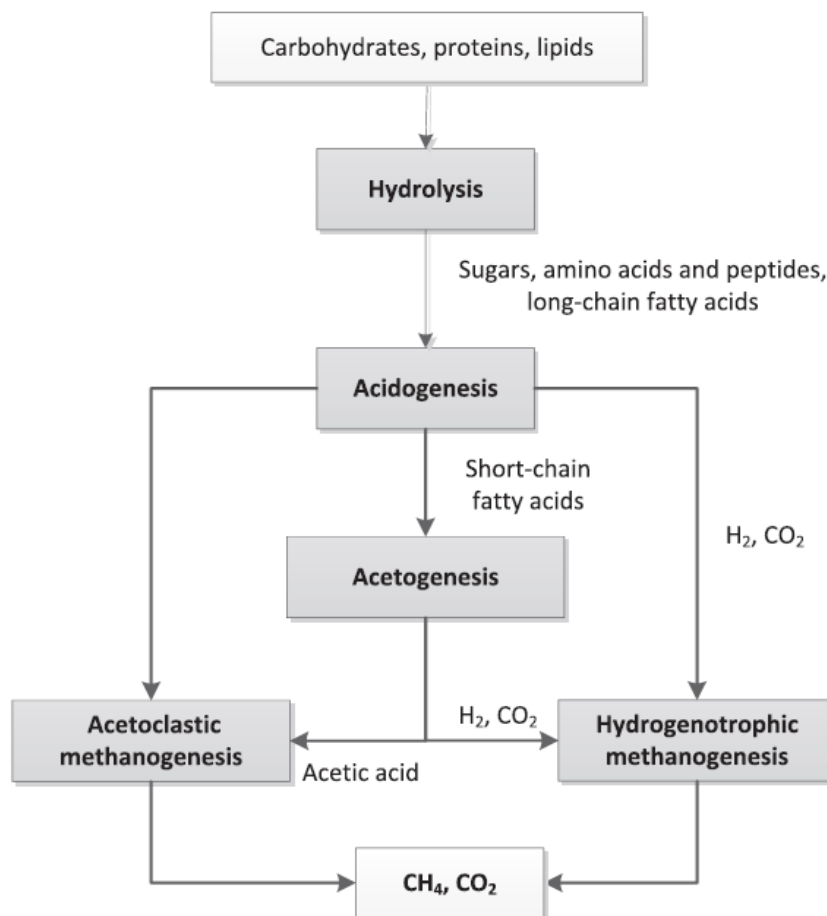 Carbohydrates, proteins, lipids
Hydrolysis
Sugars, amino acids and peptides,
long-chain fatty acids
Acidogenesis
Short-chain
fatty acids
H₂, CO₂
Acetogenesis
Acetoclastic
methanogenesis
H₂, CO₂
Acetic acid
Hydrogenotrophic
methanogenesis
CH₄, CO₂